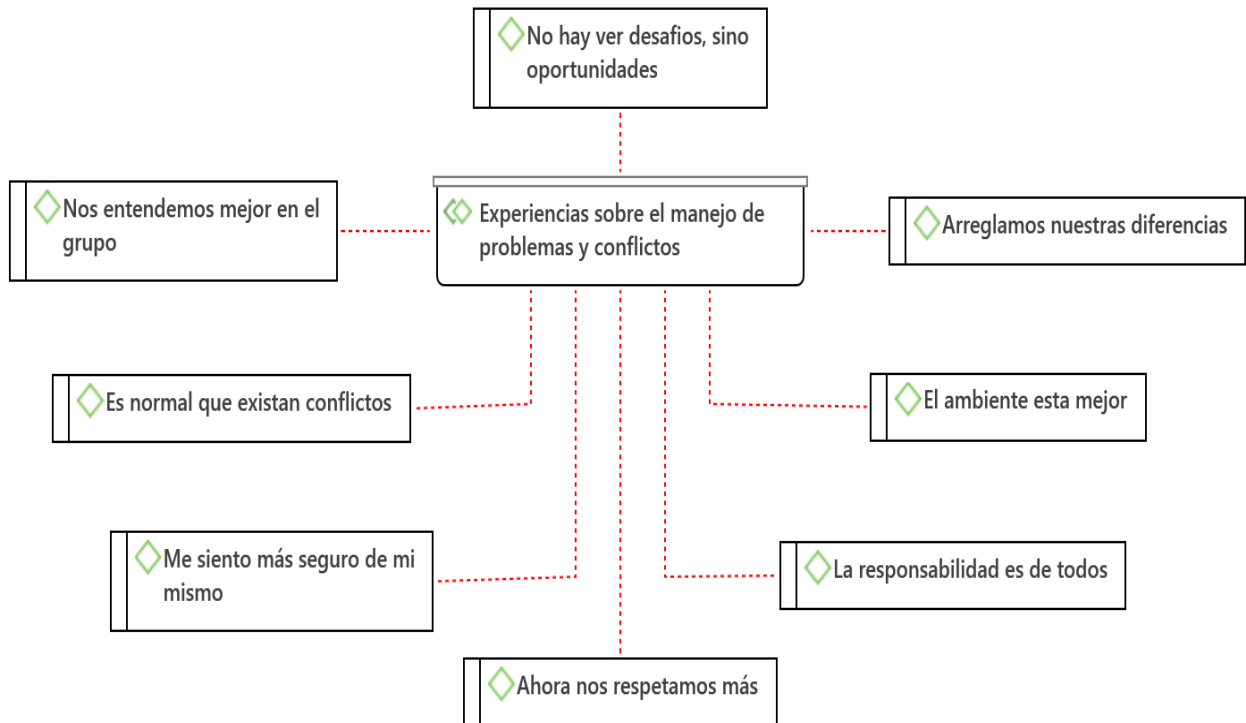 No hay ver desafios, sino
oportunidades
Nos entendemos mejor en el
grupo
Experiencias sobre el manejo de
problemas y conflictos
Arreglamos nuestras diferencias
Es normal que existan conflictos
El ambiente esta mejor
Me siento más seguro de mi
mismo
La responsabilidad es de todos
Ahora nos respetamos más